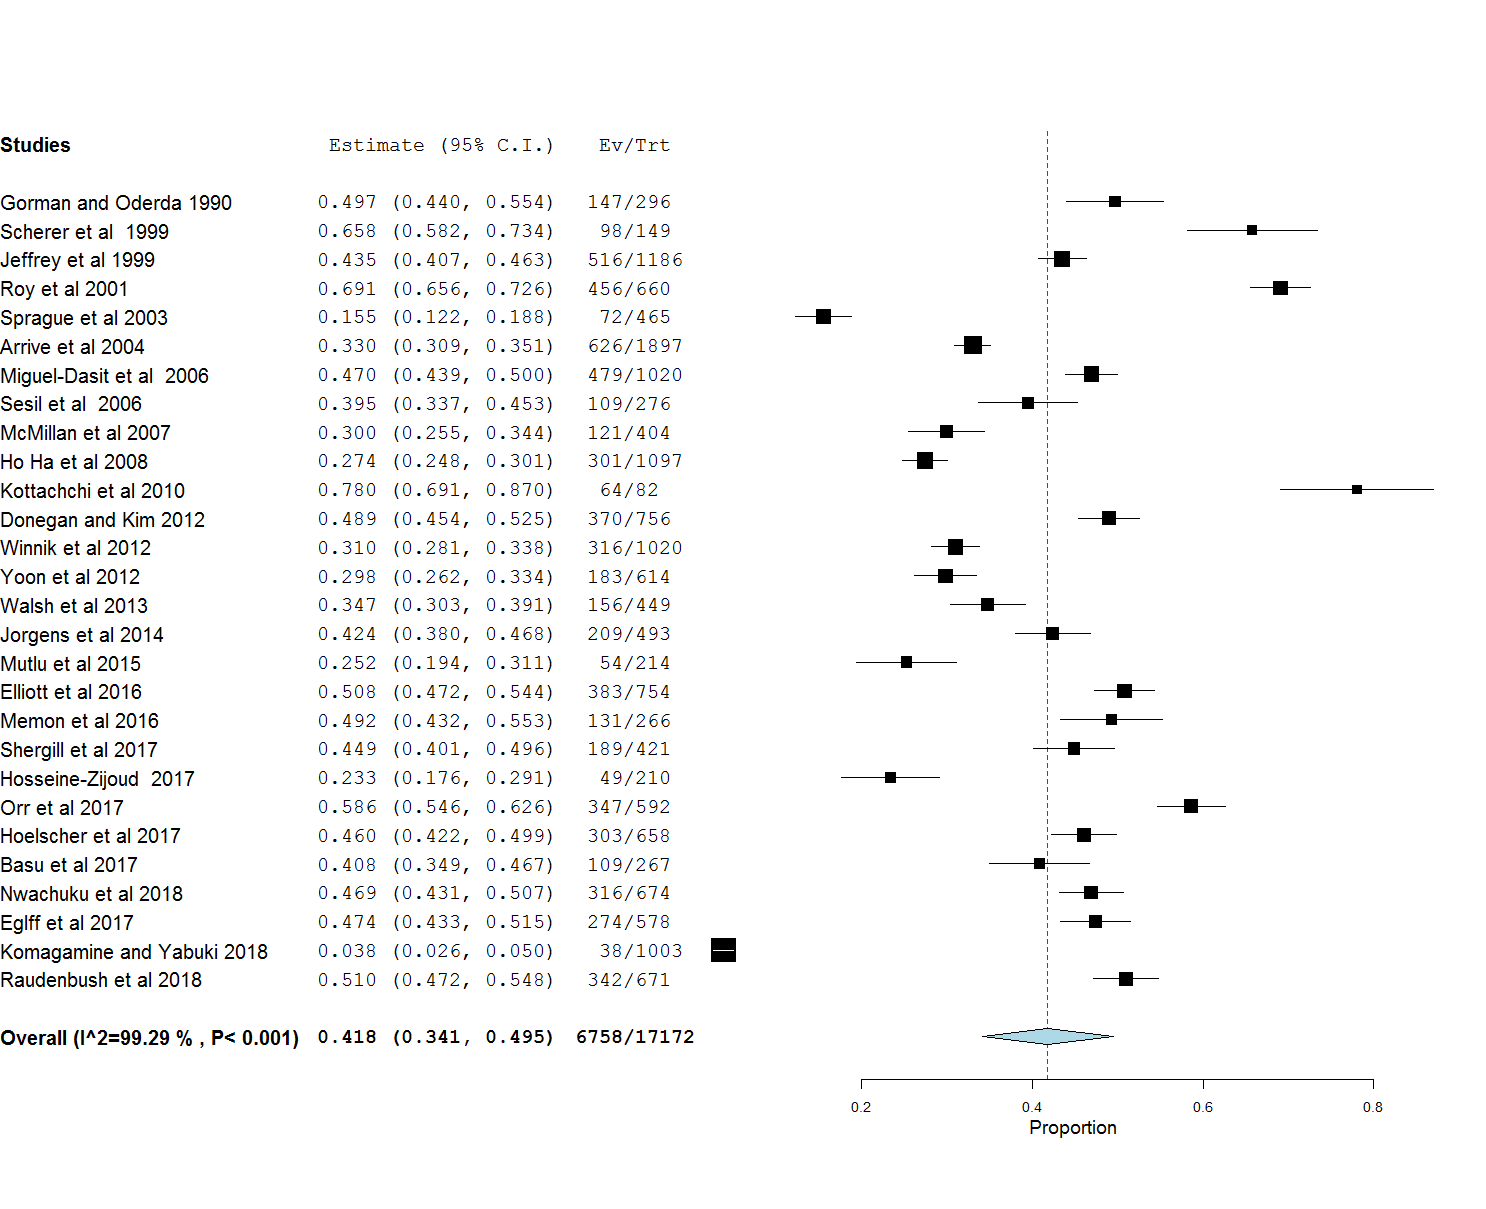 Studies Estimate (95% C.I.) Ev/Trt
Gorman and Oderda 1990 0.497 (0.440, 0.554) 147/296
Scherer et al 1999 0.658 (0.582, 0.734) 98/149
Jeffrey et al 1999 0.435 (0.407, 0.463) 516/1186
Roy et al 2001 0.691 (0.656, 0.726) 456/660
Sprague et al 2003 0.155 (0.122, 0.188) 72/465
Arrive et al 2004 0.330 (0.309, 0.351) 626/1897
Miguel-Dasit et al 2006 0.470 (0.439, 0.500) 479/1020
Sesil et al 2006 0.395 (0.337, 0.453) 109/276
McMillan et al 2007 0.300 (0.255, 0.344) 121/404
Ho Ha et al 2008 0.274 (0.248, 0.301) 301/1097
Kottachchi et al 2010 0.780 (0.691, 0.870) 64/82
Donegan and Kim 2012 0.489 (0.454, 0.525) 370/756
Winnik et al 2012 0.310 (0.281, 0.338) 316/1020
Yoon et al 2012 0.298 (0.262, 0.334) 183/614
Walsh et al 2013 0.347 (0.303, 0.391) 156/449
Jorgens et al 2014 0.424 (0.380, 0.468) 209/493
Mutlu et al 2015 0.252 (0.194, 0.311) 54/214
Elliott et al 2016 0.508 (0.472, 0.544) 383/754
Memon et al 2016 0.492 (0.432, 0.553) 131/266
Shergill et al 2017 0.449 (0.401, 0.496) 189/421
Hosseine-Zijoud 2017 0.233 (0.176, 0.291) 49/210
Orr et al 2017 0.586 (0.546, 0.626) 347/592
Hoelscher et al 2017 0.460 (0.422, 0.499) 303/658
Basu et al 2017 0.408 (0.349, 0.467) 109/267
Nwachuku et al 2018 0.469 (0.431, 0.507) 316/674
Eglff et al 2017 0.474 (0.433, 0.515) 274/578
Komagamine and Yabuki 2018 0.038 (0.026, 0.050) 38/1003
Raudenbush et al 2018 0.510 (0.472, 0.548) 342/671
Overall (I^2=99.29 % , P< 0.001) 0.418 (0.341, 0.495) 6758/17172
0.2 0.4 0.6 0.8
Proportion